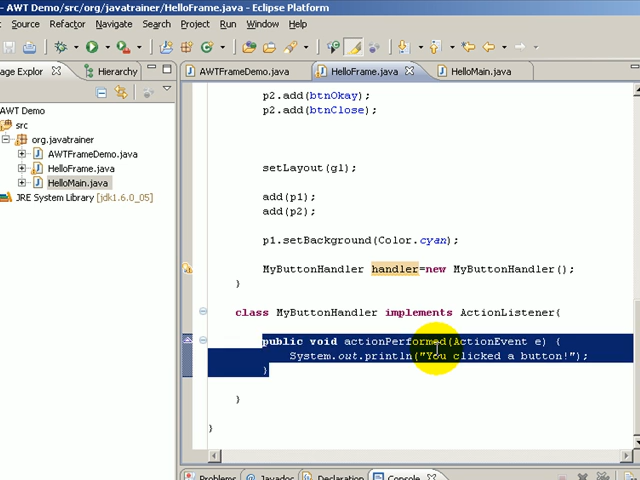 - AWT Demo/src/org/javatrainer/HelloFrame.java - Eclipse Platform
Source Refactor Navigate Search Project Run Window Help
age Explor Hierarchy
AWTFrameDemo.java HelloFrame.java HelloMain.java
AWT Demo
src
org.javatrainer
AWTFrameDemo.java
HelloFrame.java
HelloMain.java
JRE System Library [jdk1.6.0_05]
p2.add(btnOkay);
p2.add(btnClose);
setLayout(gl);
add(p1);
add(p2);
p1.setBackground(Color.cyan);
MyButtonHandler handler=new MyButtonHandler();
}
class MyButtonHandler implements ActionListener{
public void actionPerformed(ActionEvent e) {
System.out.println("You clicked a button!");
}
}
}
Problems Javadoc Declaration Console